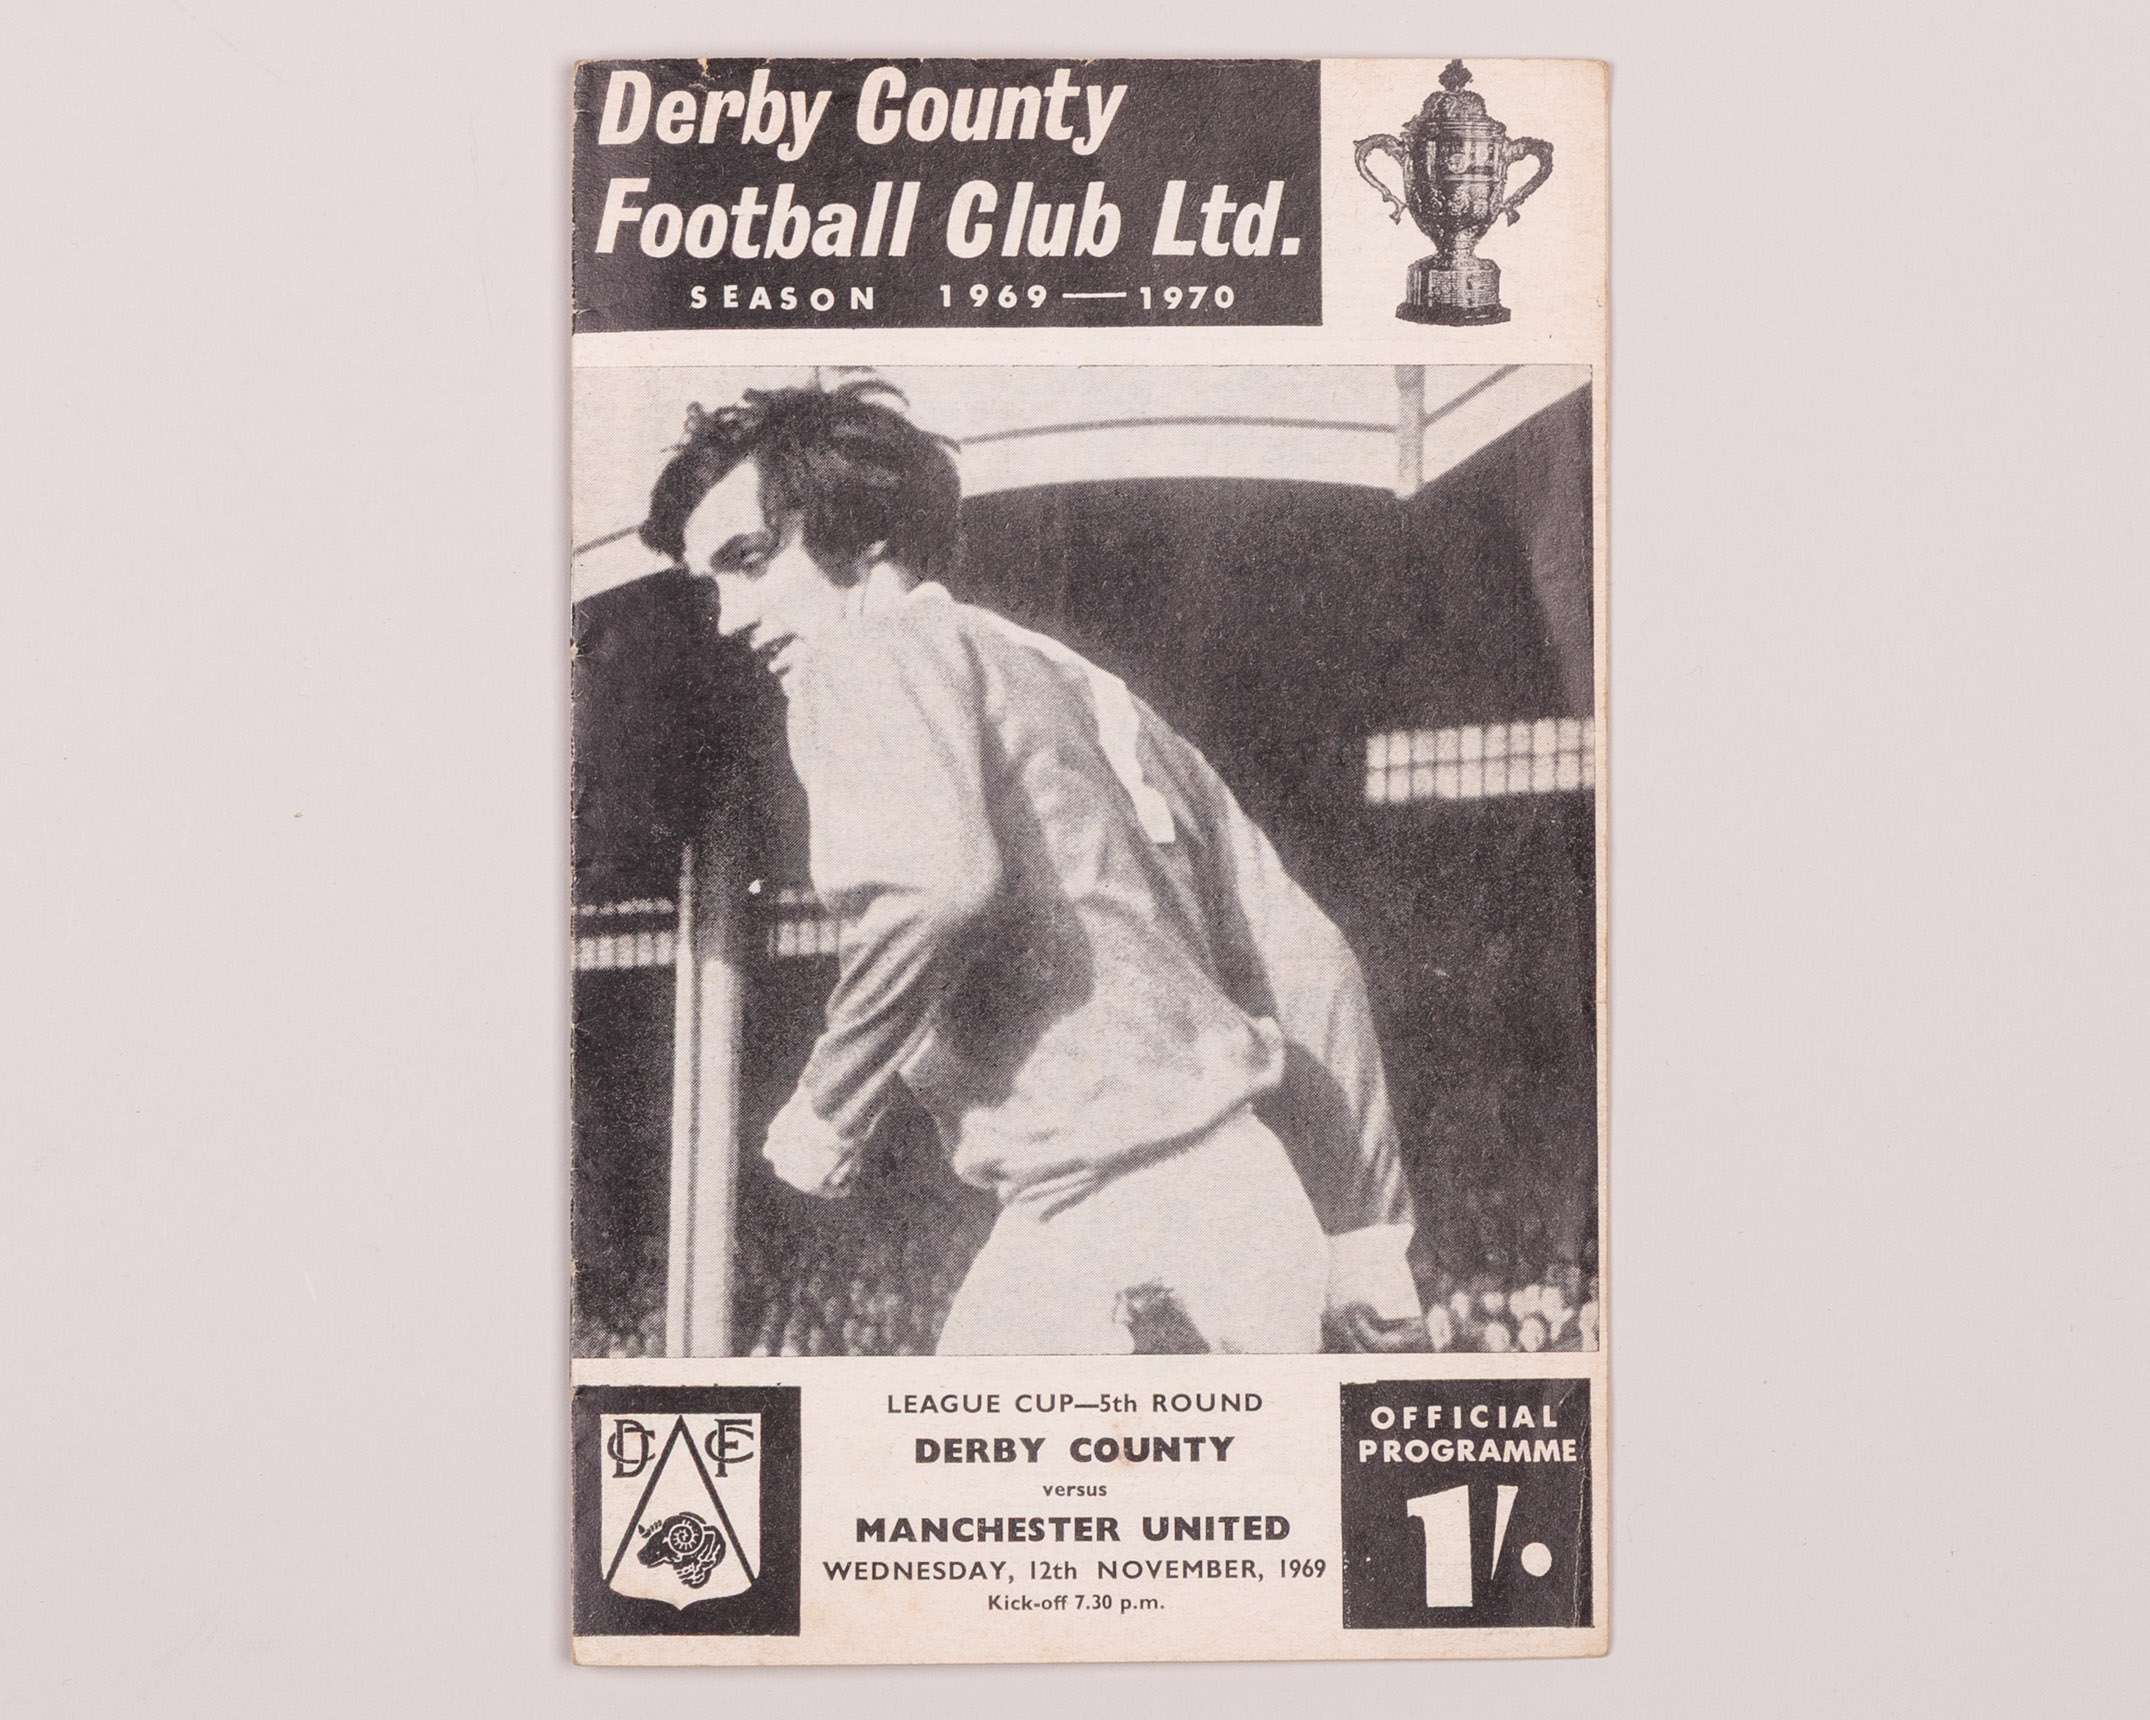 Derby County
Football Club Ltd.
SEASON 1969—1970
DCFC
LEAGUE CUP—5th ROUND
DERBY COUNTY
versus
MANCHESTER UNITED
WEDNESDAY, 12th NOVEMBER, 1969
Kick-off 7.30 p.m.
OFFICIAL
PROGRAMME
1/•